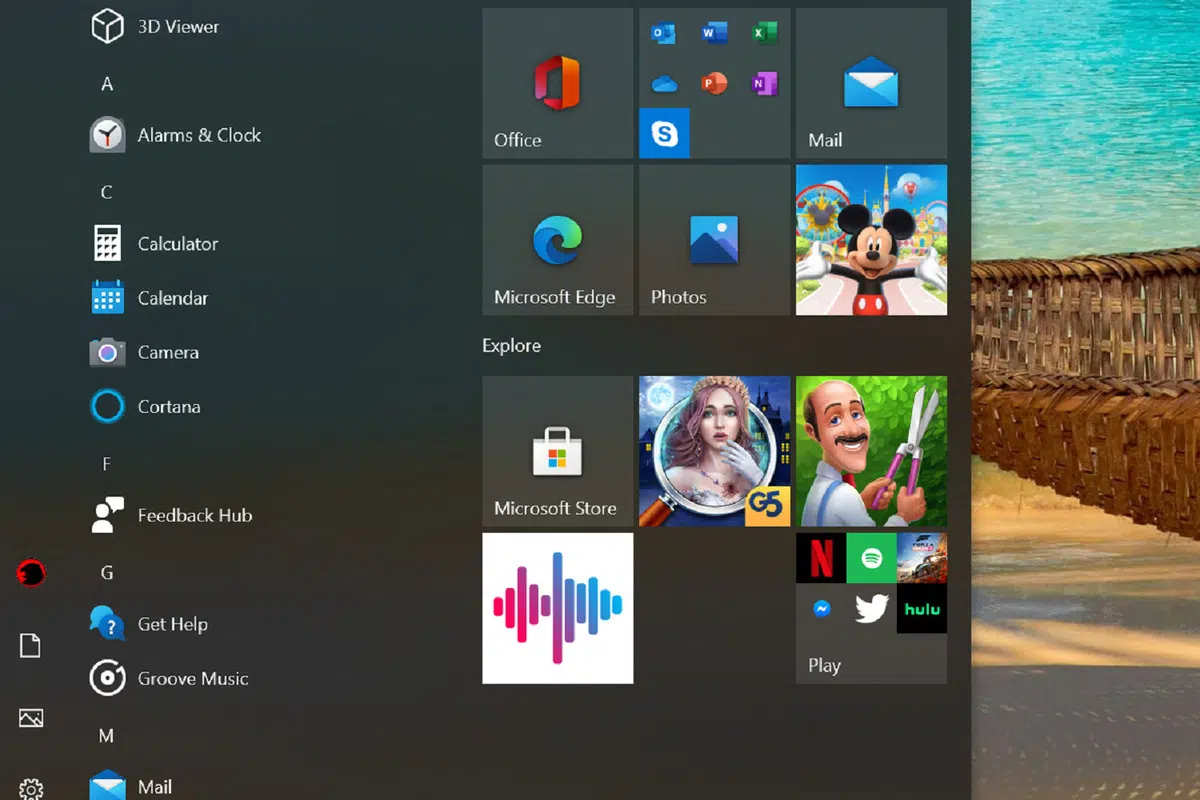 3D Viewer
A
Alarms & Clock
C
Calculator
Calendar
Camera
Cortana
F
Feedback Hub
G
Get Help
Groove Music
M
Mail
Office
O
W
X
P
N
S
Mail
Microsoft Edge
Photos
Explore
Microsoft Store
G5
N
FORZA
hulu
Play